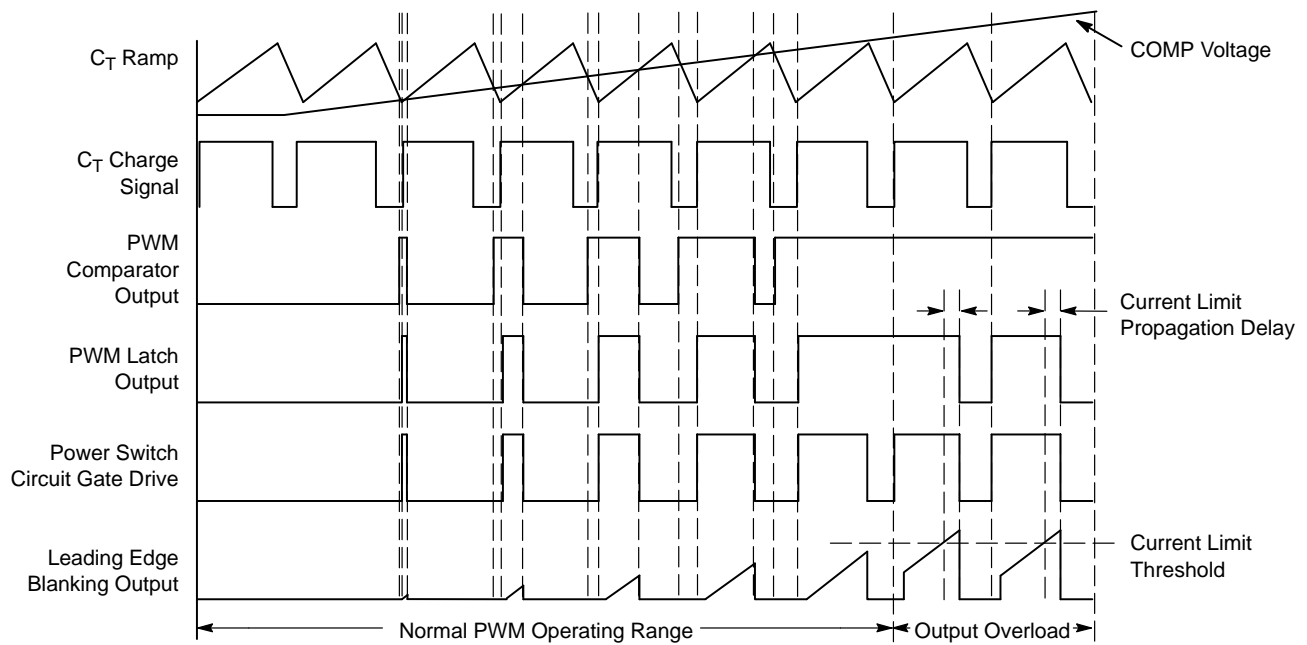 C_T Ramp
COMP Voltage
C_T Charge
Signal
PWM
Comparator
Output
Current Limit
Propagation Delay
PWM Latch
Output
Power Switch
Circuit Gate Drive
Leading Edge
Blanking Output
Current Limit
Threshold
Normal PWM Operating Range
Output Overload